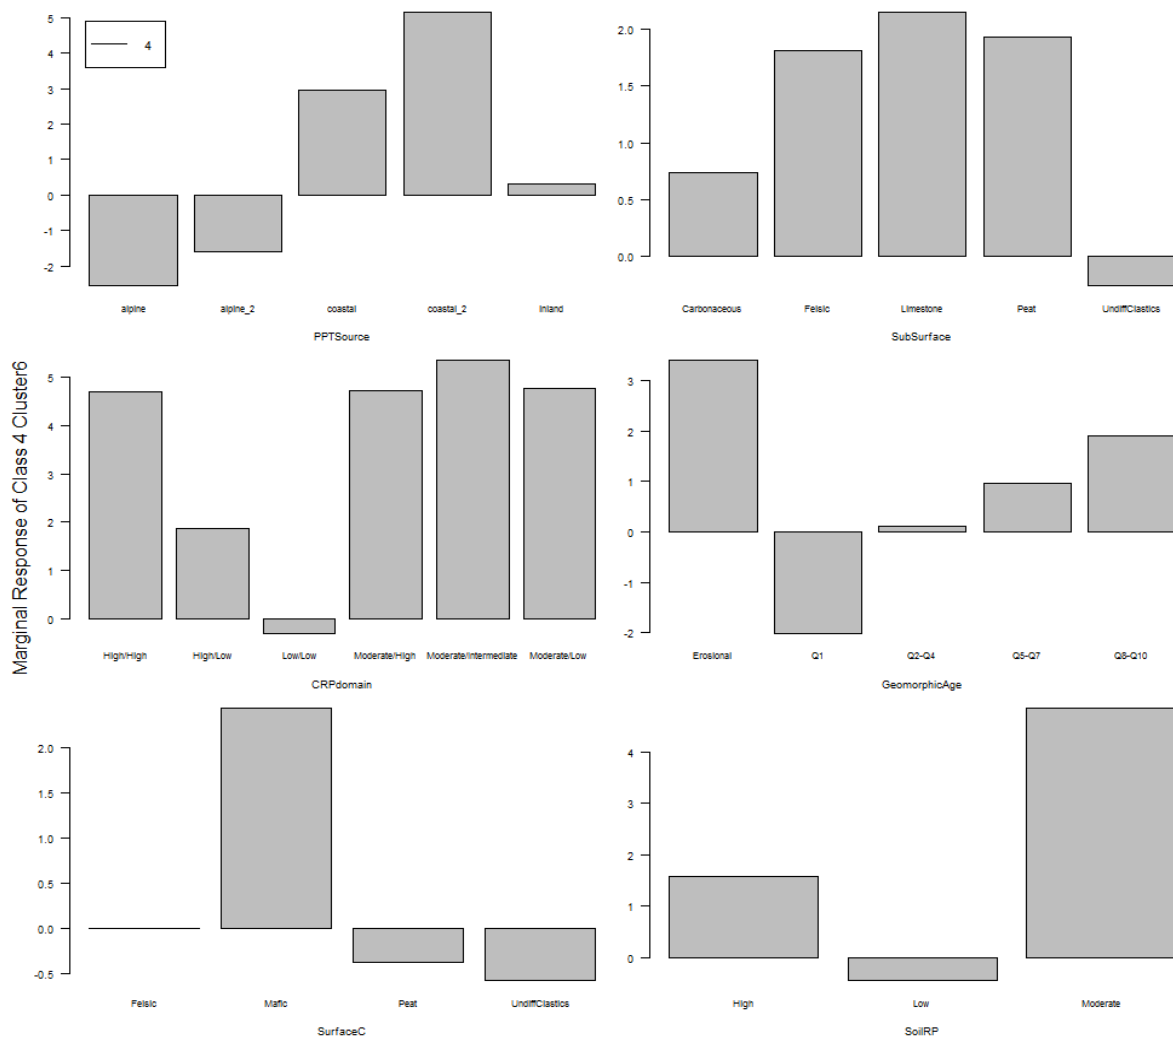 Marginal Response of Class 4 Cluster6
5
4
3
2
1
0
-1
-2
4
alpine alpine_2 coastal coastal_2 Inland
PPTSource
2.0
1.5
1.0
0.5
0.0
Carbonaceous Felsic Limestone Peat UndiffClastics
SubSurface
5
4
3
2
1
0
High/High High/Low Low/Low Moderate/High Moderate/Intermediate Moderate/Low
CRPdomain
3
2
1
0
-1
-2
Erosional Q1 Q2-Q4 Q5-Q7 Q8-Q10
GeomorphicAge
2.0
1.5
1.0
0.5
0.0
-0.5
Felsic Mafic Peat UndiffClastics
SurfaceC
4
3
2
1
0
High Low Moderate
SoilRP